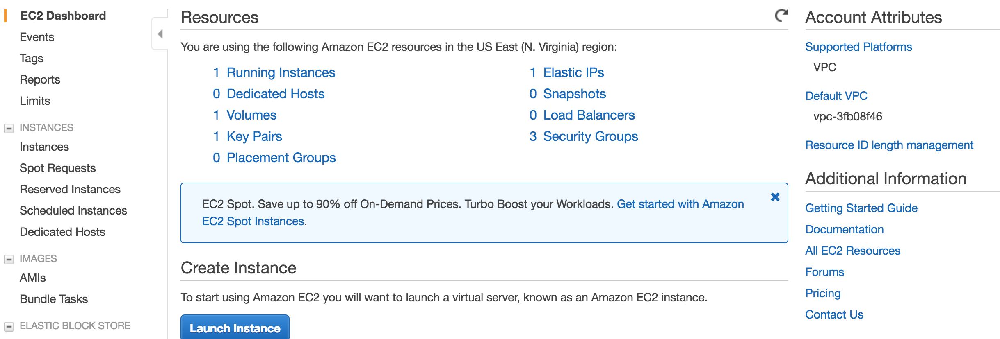 EC2 Dashboard
Events
Tags
Reports
Limits
INSTANCES
Instances
Spot Requests
Reserved Instances
Scheduled Instances
Dedicated Hosts
IMAGES
AMIs
Bundle Tasks
ELASTIC BLOCK STORE
Resources
You are using the following Amazon EC2 resources in the US East (N. Virginia) region:
1 Running Instances
0 Dedicated Hosts
1 Volumes
1 Key Pairs
0 Placement Groups
1 Elastic IPs
0 Snapshots
0 Load Balancers
3 Security Groups
EC2 Spot. Save up to 90% off On-Demand Prices. Turbo Boost your Workloads. Get started with Amazon
EC2 Spot Instances.
Create Instance
To start using Amazon EC2 you will want to launch a virtual server, known as an Amazon EC2 instance.
Launch Instance
Account Attributes
Supported Platforms
VPC
Default VPC
vpc-3fb08f46
Resource ID length management
Additional Information
Getting Started Guide
Documentation
All EC2 Resources
Forums
Pricing
Contact Us